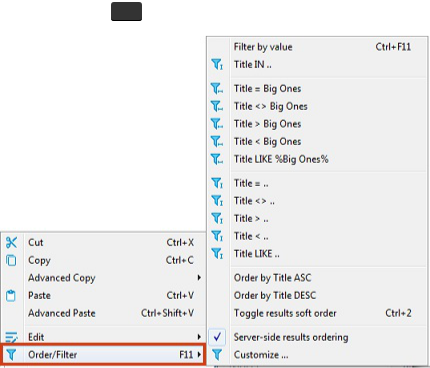 Filter by value Ctrl+F11
Title IN ..
Title = Big Ones
Title <> Big Ones
Title > Big Ones
Title < Big Ones
Title LIKE %Big Ones%
Title = ..
Title <> ..
Title > ..
Title < ..
Title LIKE ..
Order by Title ASC
Order by Title DESC
Toggle results soft order Ctrl+2
Server-side results ordering
Customize ...
Cut Ctrl+X
Copy Ctrl+C
Advanced Copy
Paste Ctrl+V
Advanced Paste Ctrl+Shift+V
Edit
Order/Filter F11